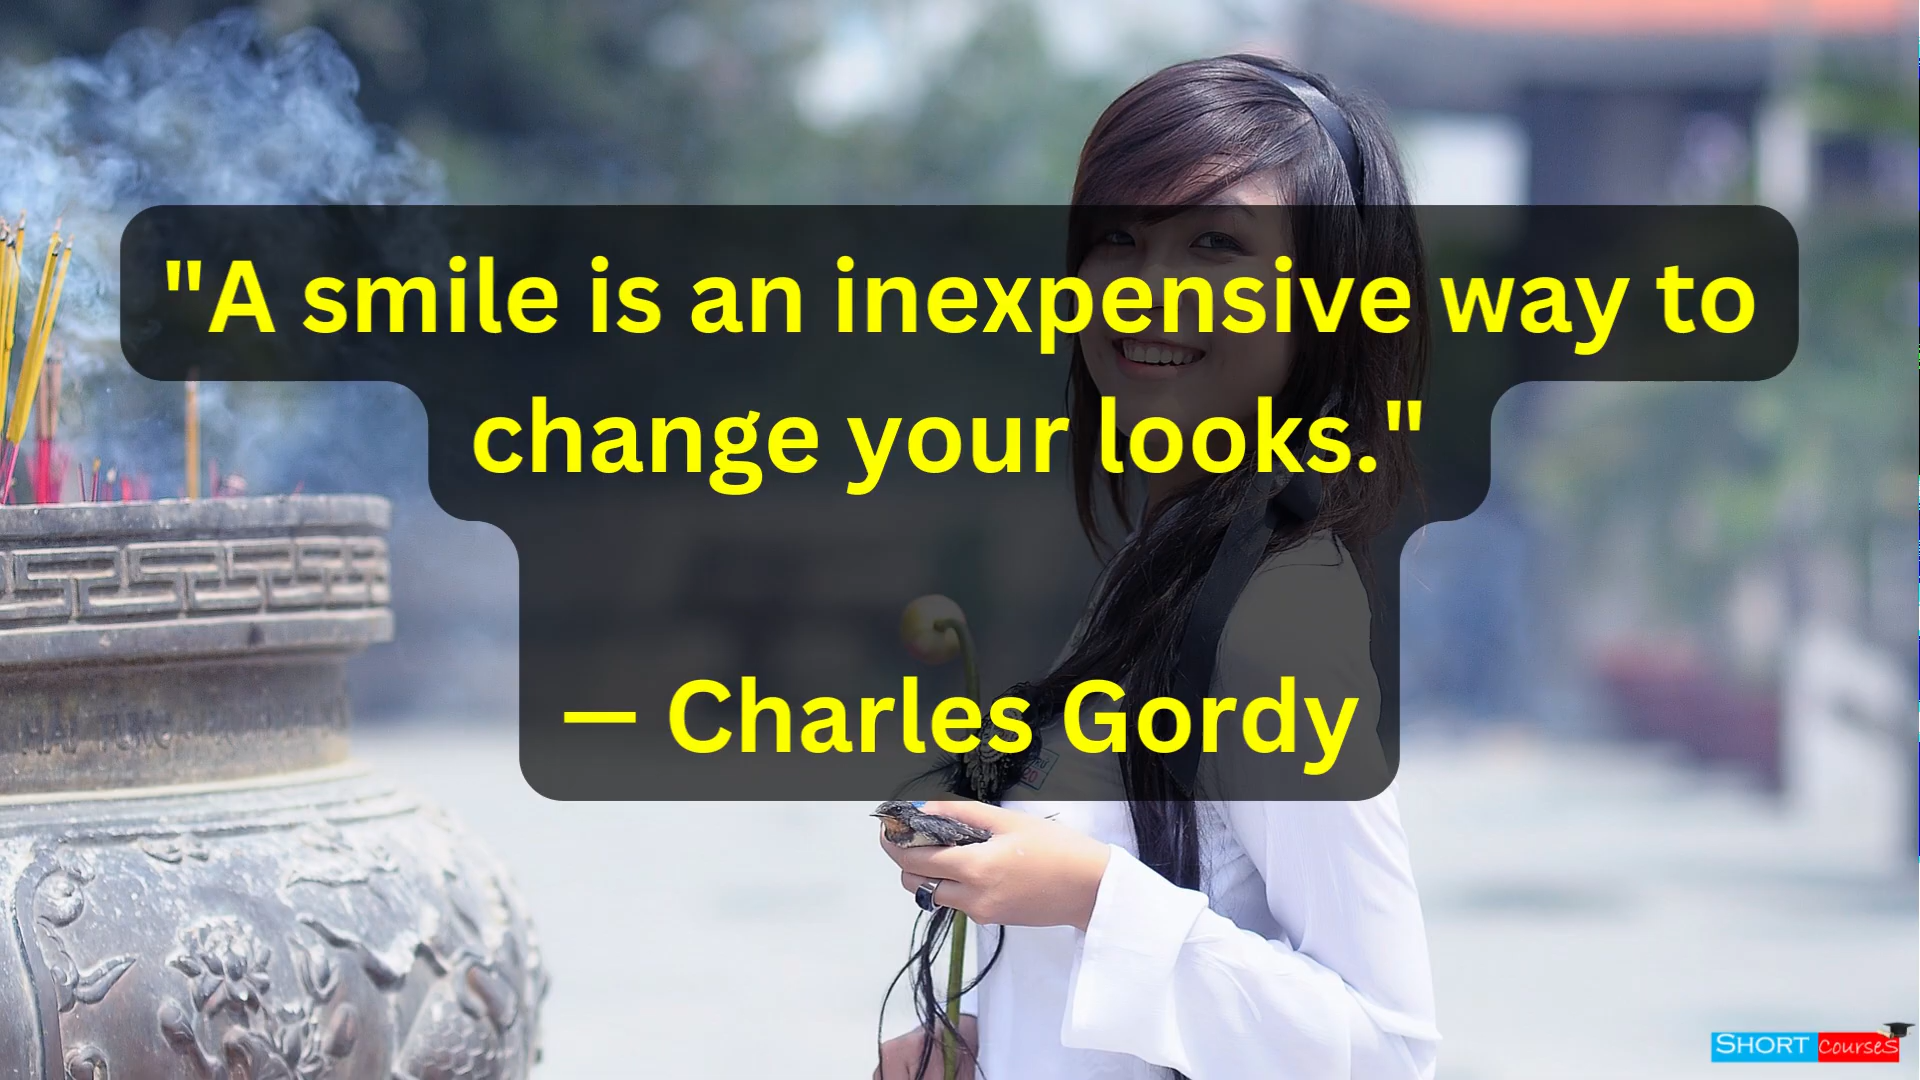 "A smile is an inexpensive way to
change your looks."
— Charles Gordy
SHORT CourseS